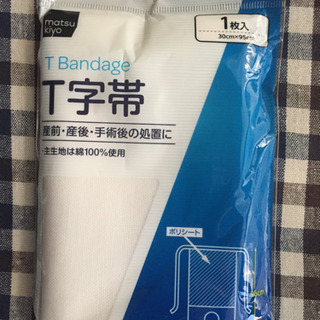 matsu
kiyo
1枚入
30cm×95cm
T Bandage
T字帯
産前・産後・手術後の処置に
主生地は綿100%使用
ポリシート